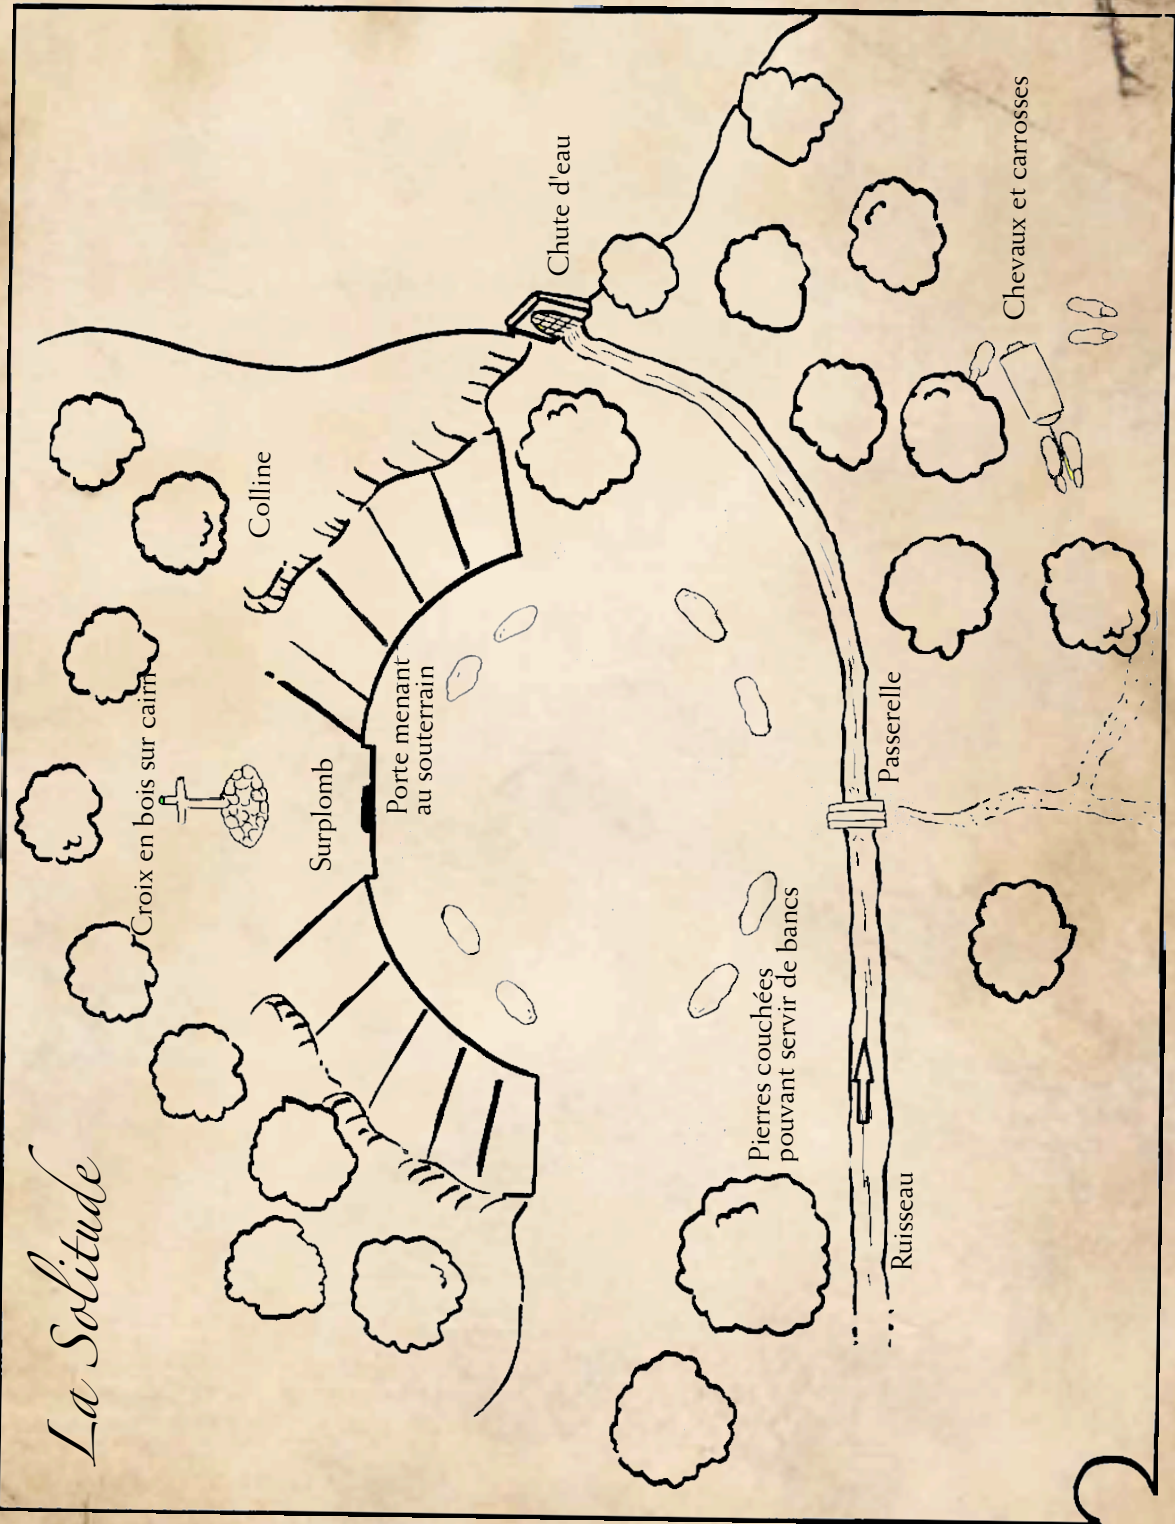 La Solitude
Croix en bois sur cairn
Colline
Surplomb
Porte menant
au souterrain
Chute d'eau
Pierres couchées
pouvant servir de bancs
Passerelle
Ruisseau
Chevaux et carrosses